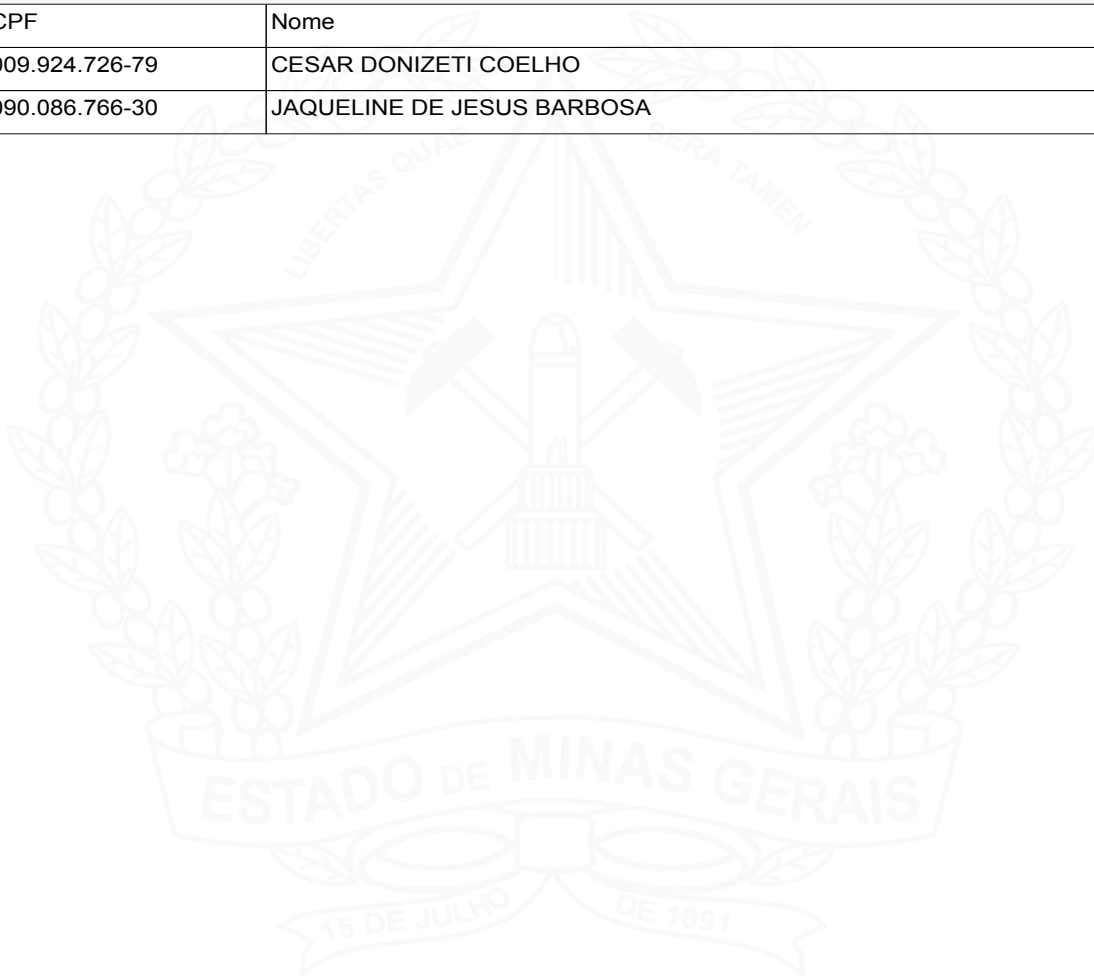 CPF Nome
009.924.726-79 CESAR DONIZETI COELHO
090.086.766-30 JAQUELINE DE JESUS BARBOSA
LIBERTAS QUAE SERA TAMEN
ESTADO DE MINAS GERAIS
15 DE JULHO DE 1891